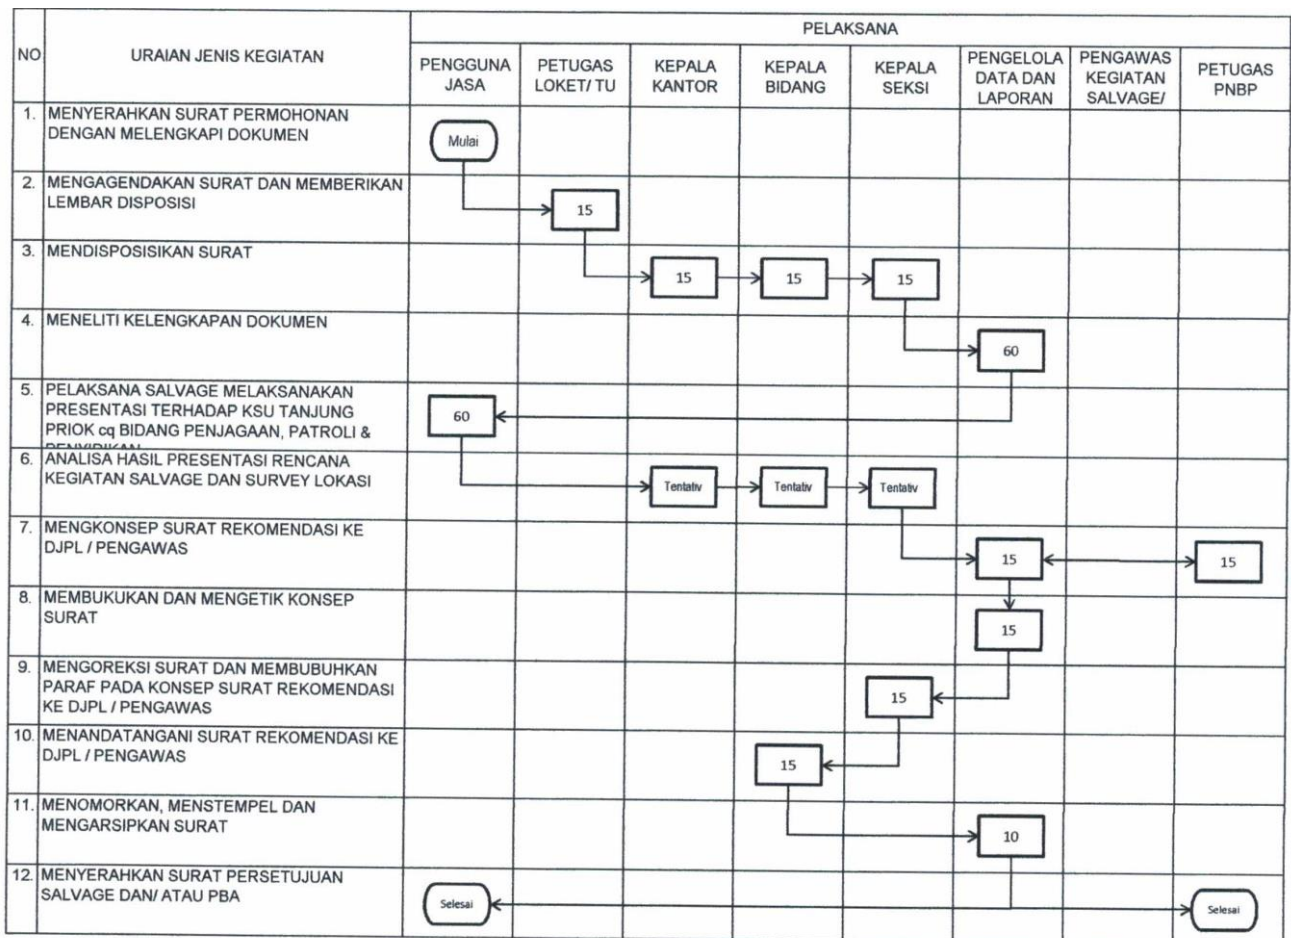 PELAKSANA
NO
URAIAN JENIS KEGIATAN
PENGGUNA
JASA
PETUGAS
LOKET/ TU
KEPALA
KANTOR
KEPALA
BIDANG
KEPALA
SEKSI
PENGELOLA
DATA DAN
LAPORAN
PENGAWAS
KEGIATAN
SALVAGE/
PETUGAS
PNBP
1. MENYERAHKAN SURAT PERMOHONAN
DENGAN MELENGKAPI DOKUMEN
Mulai
2. MENGAGENDAKAN SURAT DAN MEMBERIKAN
LEMBAR DISPOSISI
15
3. MENDISPOSISIKAN SURAT
15 15 15
4. MENELITI KELENGKAPAN DOKUMEN
60
5. PELAKSANA SALVAGE MELAKSANAKAN
PRESENTASI TERHADAP KSU TANJUNG
PRIOK cq BIDANG PENJAGAAN, PATROLI &
60
6. ANALISA HASIL PRESENTASI RENCANA
KEGIATAN SALVAGE DAN SURVEY LOKASI
Tentativ Tentativ Tentativ
7. MENGKONSEP SURAT REKOMENDASI KE
DJPL / PENGAWAS
15 15
8. MEMBUKUKAN DAN MENGETIK KONSEP
SURAT
15
9. MENGOREKSI SURAT DAN MEMBUBUHKAN
PARAF PADA KONSEP SURAT REKOMENDASI
KE DJPL / PENGAWAS
15
10. MENANDATANGANI SURAT REKOMENDASI KE
DJPL / PENGAWAS
15
11. MENOMORKAN, MENSTEMPEL DAN
MENGARSIPKAN SURAT
10
12. MENYERAHKAN SURAT PERSETUJUAN
SALVAGE DAN/ ATAU PBA
Selesai Selesai